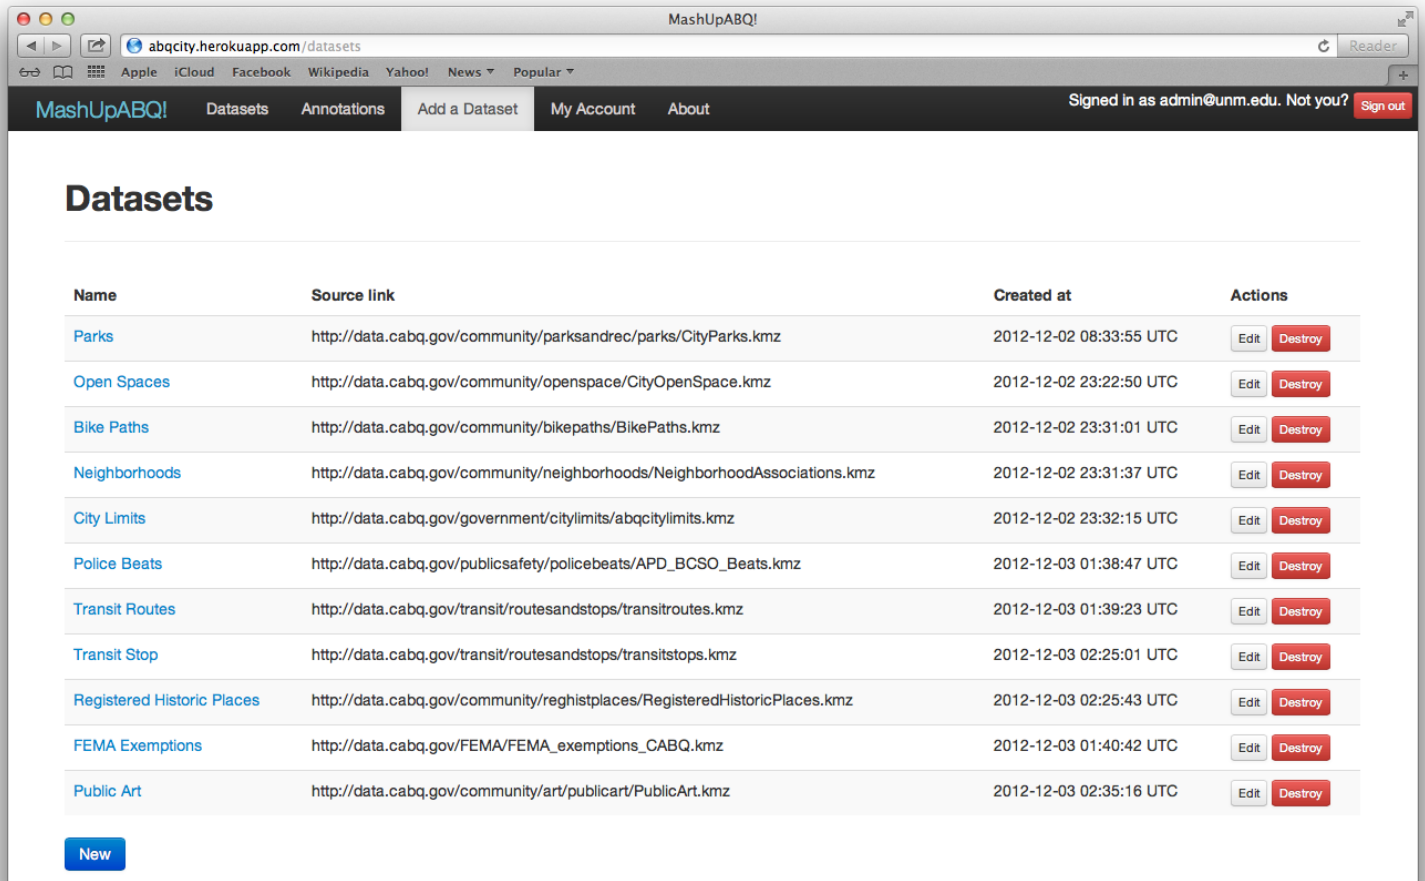 MashUpABQ!
abqcity.herokuapp.com/datasets Reader
Apple iCloud Facebook Wikipedia Yahoo! News Popular
MashUpABQ! Datasets Annotations Add a Dataset My Account About Signed in as admin@unm.edu. Not you? Sign out
Datasets
Name Source link Created at Actions
Parks http://data.cabq.gov/community/parksandrec/parks/CityParks.kmz 2012-12-02 08:33:55 UTC Edit Destroy
Open Spaces http://data.cabq.gov/community/openspace/CityOpenSpace.kmz 2012-12-02 23:22:50 UTC Edit Destroy
Bike Paths http://data.cabq.gov/community/bikepaths/BikePaths.kmz 2012-12-02 23:31:01 UTC Edit Destroy
Neighborhoods http://data.cabq.gov/community/neighborhoods/NeighborhoodAssociations.kmz 2012-12-02 23:31:37 UTC Edit Destroy
City Limits http://data.cabq.gov/government/citylimits/abqcitylimits.kmz 2012-12-02 23:32:15 UTC Edit Destroy
Police Beats http://data.cabq.gov/publicsafety/policebeats/APD_BCSO_Beats.kmz 2012-12-03 01:38:47 UTC Edit Destroy
Transit Routes http://data.cabq.gov/transit/routesandstops/transitroutes.kmz 2012-12-03 01:39:23 UTC Edit Destroy
Transit Stop http://data.cabq.gov/transit/routesandstops/transitstops.kmz 2012-12-03 02:25:01 UTC Edit Destroy
Registered Historic Places http://data.cabq.gov/community/reghistplaces/RegisteredHistoricPlaces.kmz 2012-12-03 02:25:43 UTC Edit Destroy
FEMA Exemptions http://data.cabq.gov/FEMA/FEMA_exemptions_CABQ.kmz 2012-12-03 01:40:42 UTC Edit Destroy
Public Art http://data.cabq.gov/community/art/publicart/PublicArt.kmz 2012-12-03 02:35:16 UTC Edit Destroy
New